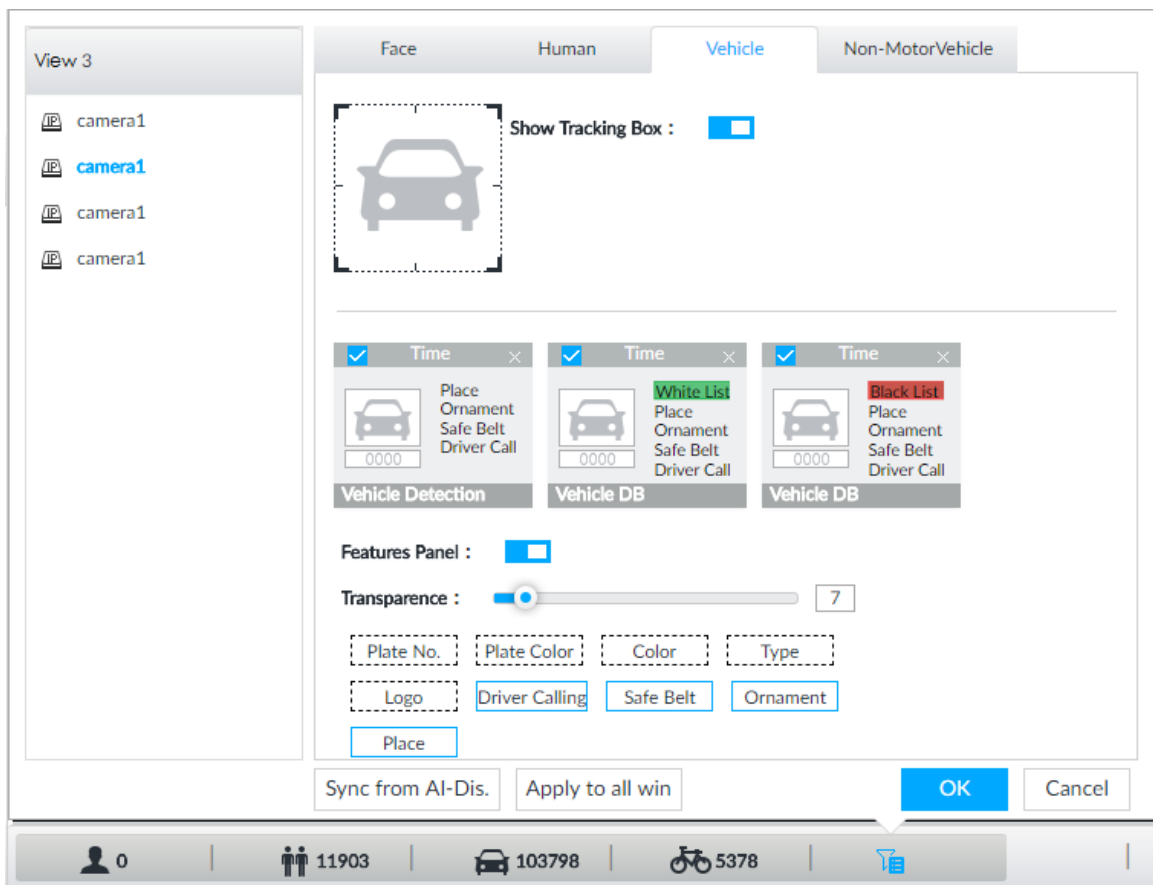 View 3
camera1
camera1
camera1
camera1
Face Human Vehicle Non-MotorVehicle
Show Tracking Box :
Time
Place
Ornament
Safe Belt
Driver Call
0000
Vehicle Detection
Time
White List
Place
Ornament
Safe Belt
Driver Call
0000
Vehicle DB
Time
Black List
Place
Ornament
Safe Belt
Driver Call
0000
Vehicle DB
Features Panel :
Transparence : 7
Plate No. Plate Color Color Type
Logo Driver Calling Safe Belt Ornament
Place
Sync from AI-Dis. Apply to all win OK Cancel
0 11903 103798 5378